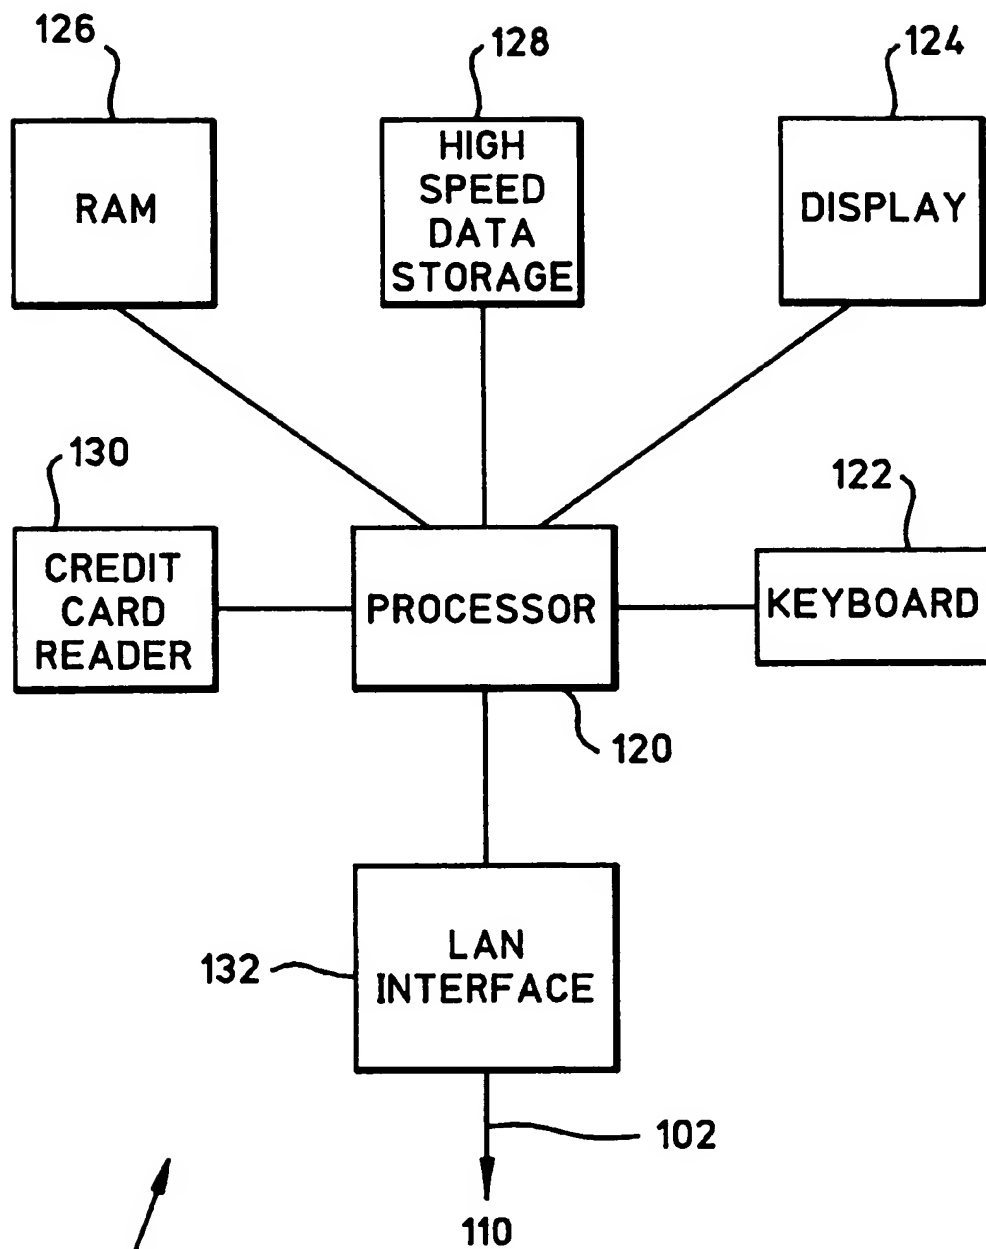 126
128
124
RAM
HIGH
SPEED
DATA
STORAGE
DISPLAY
130
122
CREDIT
CARD
READER
PROCESSOR
KEYBOARD
120
LAN
INTERFACE
132
102
110